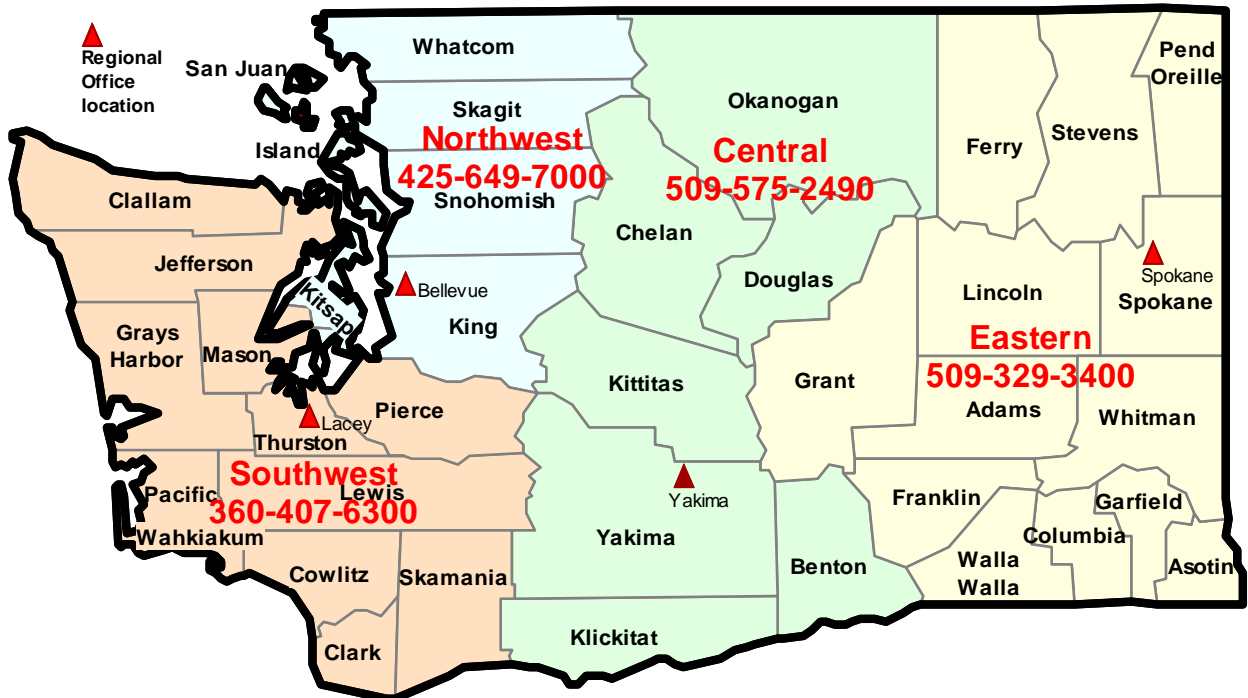 Regional
Office
location
San Juan
Island
Whatcom
Skagit
Northwest
425-649-7000
Snohomish
Bellevue
King
Kitsap
Okanogan
Central
509-575-2490
Chelan
Douglas
Kittitas
Yakima
Yakima
Benton
Klickitat
Pend
Oreille
Stevens
Ferry
Lincoln
Spokane
Spokane
Eastern
509-329-3400
Grant
Adams
Whitman
Franklin
Garfield
Columbia
Walla
Walla
Asotin
Clallam
Jefferson
Grays
Harbor
Mason
Pierce
Lacey
Thurston
Southwest
360-407-6300
Lewis
Pacific
Wahkiakum
Cowlitz
Skamania
Clark